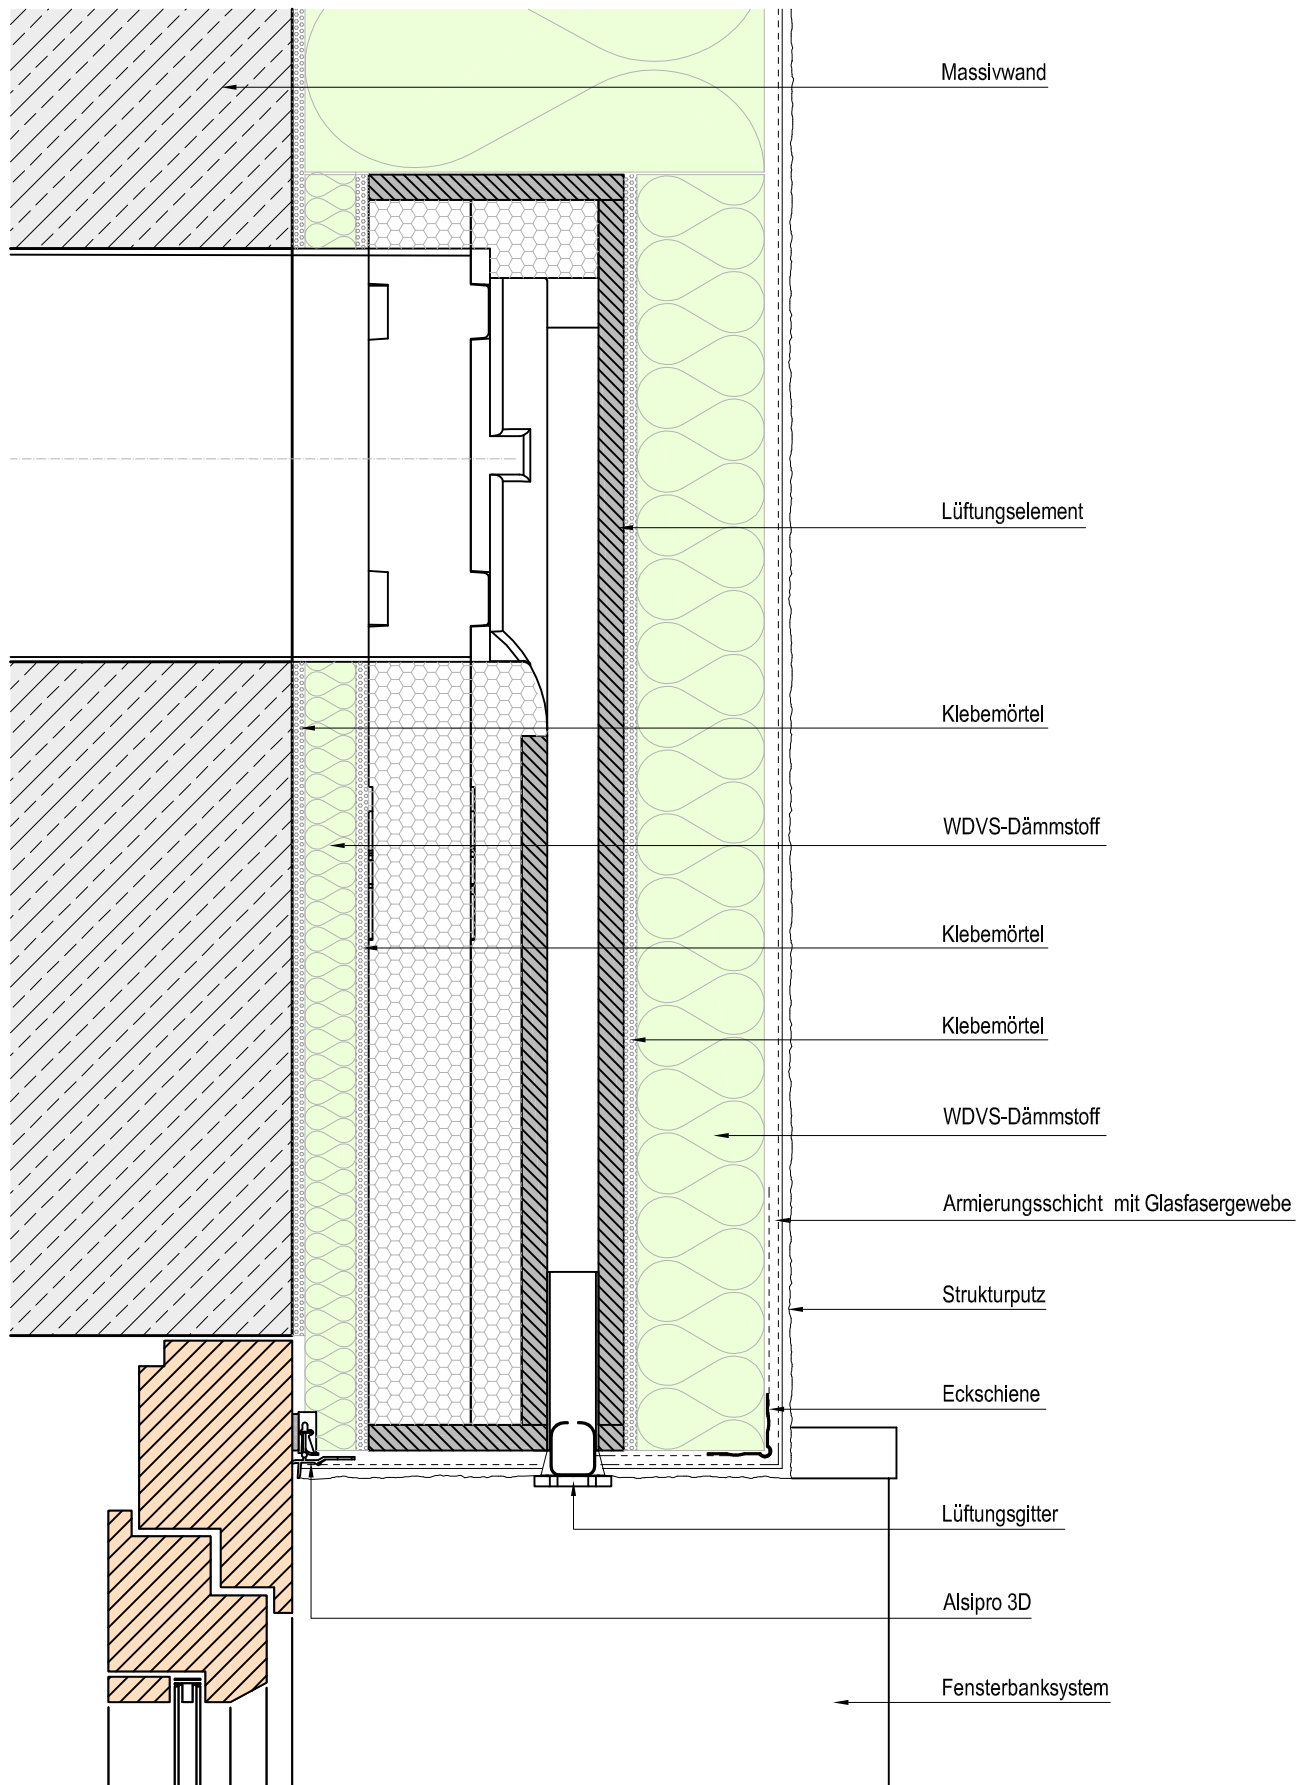 Massivwand
Lüftungselement
Klebemörtel
WDVS-Dämmstoff
Klebemörtel
Klebemörtel
WDVS-Dämmstoff
Armierungsschicht mit Glasfasergewebe
Strukturputz
Eckschiene
Lüftungsgitter
Alsipro 3D
Fensterbanksystem